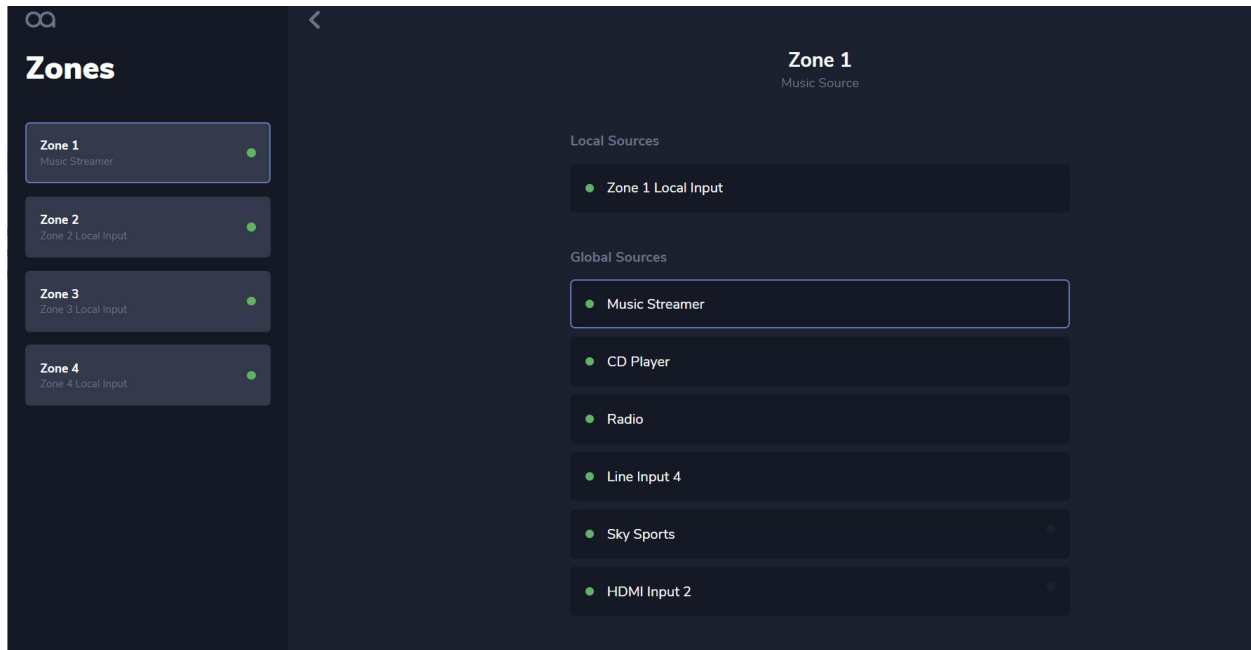 Zones
Zone 1
Music Streamer
Zone 2
Zone 2 Local Input
Zone 3
Zone 3 Local Input
Zone 4
Zone 4 Local Input
Zone 1
Music Source
Local Sources
Zone 1 Local Input
Global Sources
Music Streamer
CD Player
Radio
Line Input 4
Sky Sports
HDMI Input 2